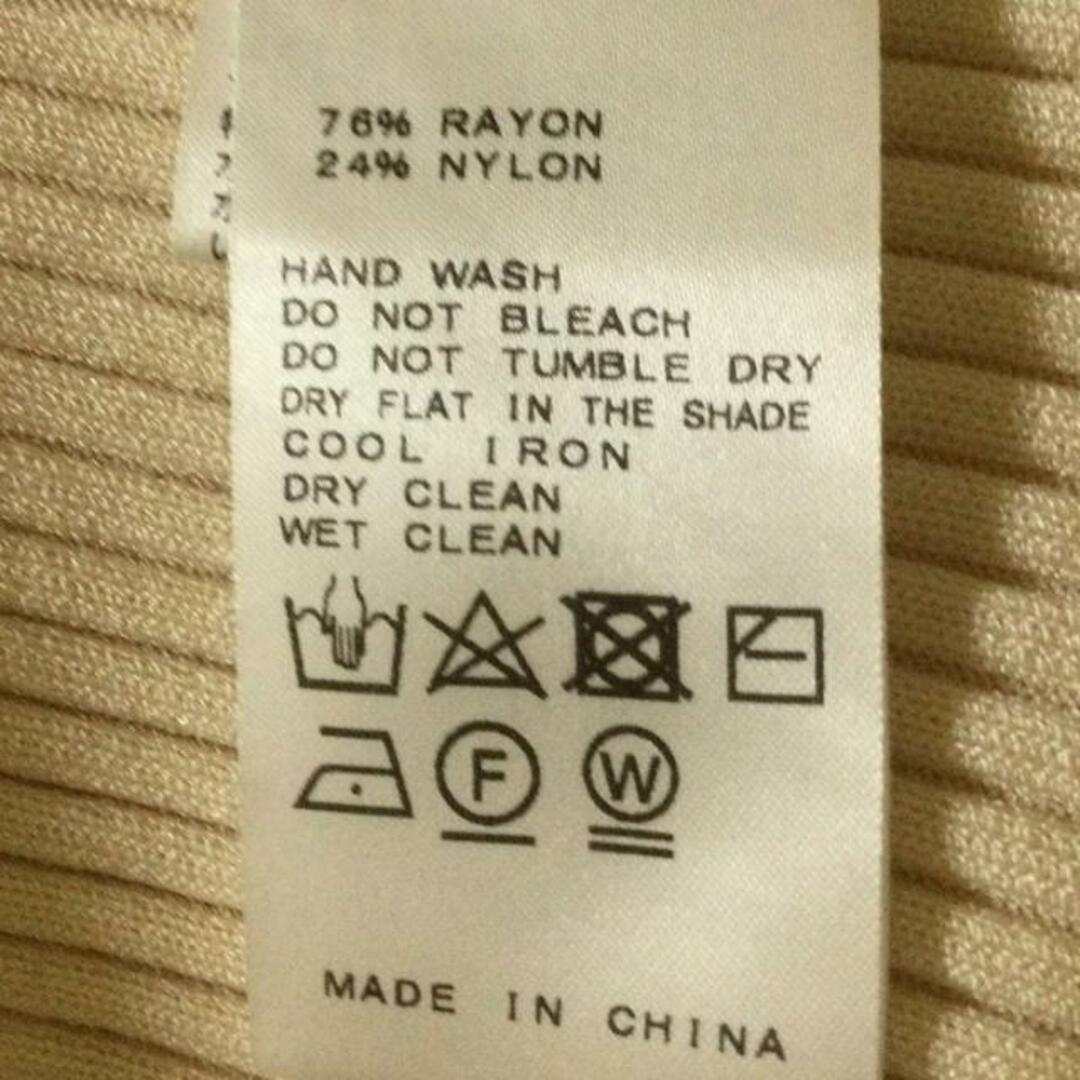 76% RAYON
24% NYLON
HAND WASH
DO NOT BLEACH
DO NOT TUMBLE DRY
DRY FLAT IN THE SHADE
COOL IRON
DRY CLEAN
WET CLEAN
F W
MADE IN CHINA